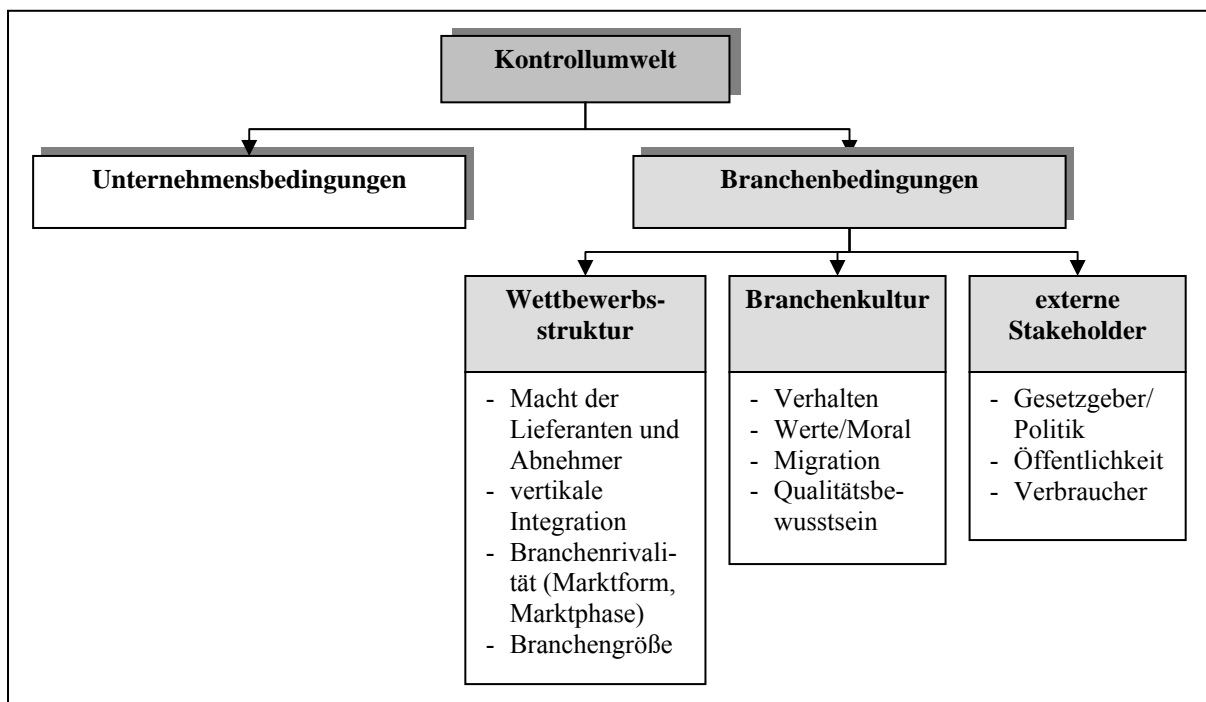 Kontrollumwelt
Unternehmensbedingungen
Branchenbedingungen
Wettbewerbs-
struktur
- Macht der
Lieferanten und
Abnehmer
- vertikale
Integration
- Branchenrivali-
tät (Marktform,
Marktphase)
- Branchengröße
Branchenkultur
- Verhalten
- Werte/Moral
- Migration
- Qualitätsbe-
wusstsein
externe
Stakeholder
- Gesetzgeber/
Politik
- Öffentlichkeit
- Verbraucher